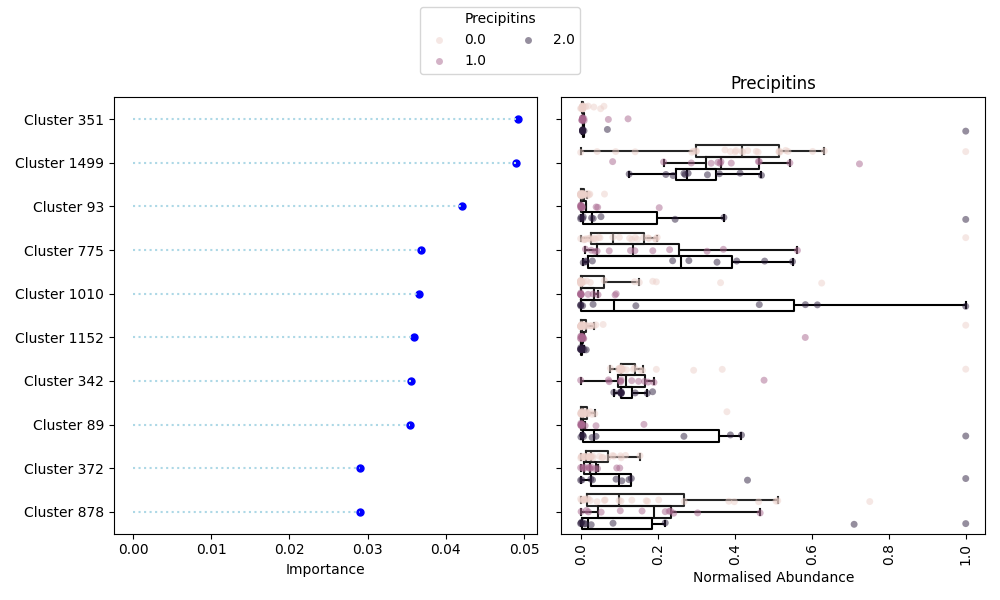 Precipitins
0.0 2.0
1.0
Precipitins
Cluster 351
Cluster 1499
Cluster 93
Cluster 775
Cluster 1010
Cluster 1152
Cluster 342
Cluster 89
Cluster 372
Cluster 878
0.00 0.01 0.02 0.03 0.04 0.05
Importance
0.0 0.2 0.4 0.6 0.8 1.0
Normalised Abundance